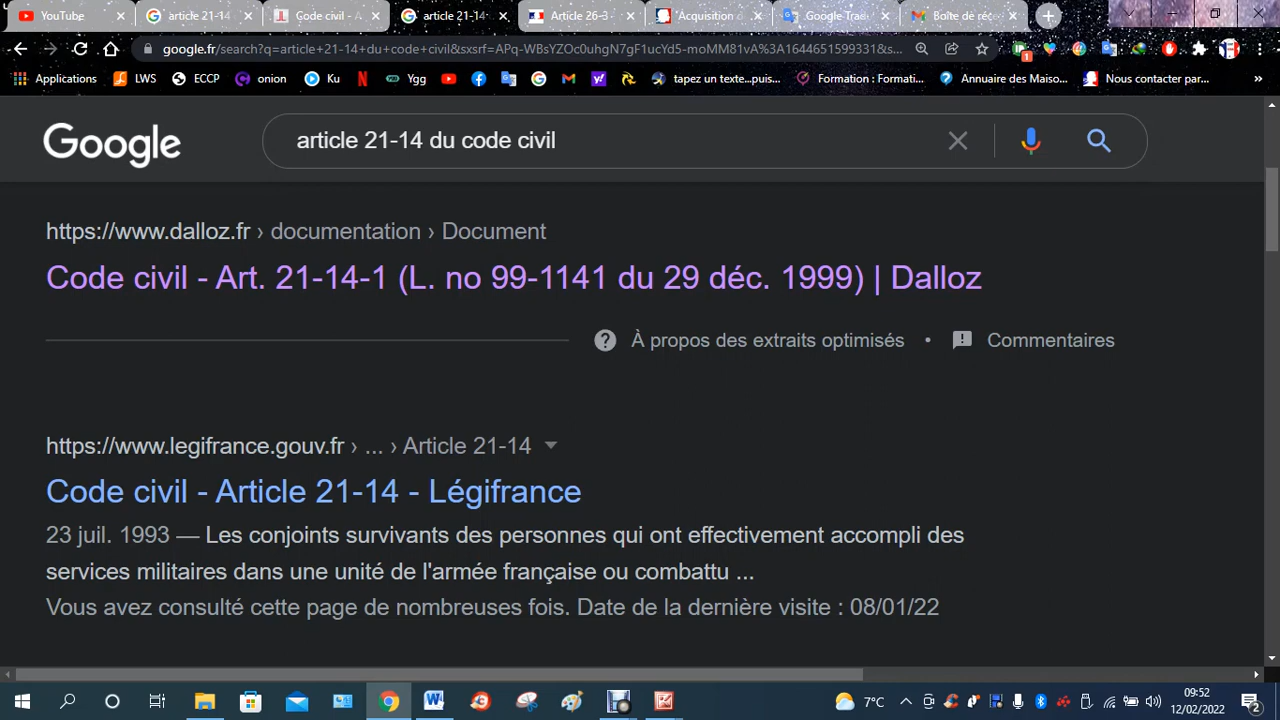 YouTube
article 21-14
Code civil - A
article 21-14
Article 26-3 -
"Acquisition d
Google Trad
Boîte de réc
google.fr/search?q=article+21-14+du+code+civil&sxsrf=APq-WBsYZOc0uhgN7gF1ucYd5-moMM81vA%3A1644651599331&s...
Applications
LWS
ECCP
onion
Ku
Ygg
tapez un texte...puis...
Formation : Formati...
Annuaire des Maiso...
Nous contacter par...
»
Google
article 21-14 du code civil
https://www.dalloz.fr › documentation › Document
Code civil - Art. 21-14-1 (L. no 99-1141 du 29 déc. 1999) | Dalloz
À propos des extraits optimisés • Commentaires
https://www.legifrance.gouv.fr › ... › Article 21-14
Code civil - Article 21-14 - Légifrance
23 juil. 1993 — Les conjoints survivants des personnes qui ont effectivement accompli des
services militaires dans une unité de l'armée française ou combattu ...
Vous avez consulté cette page de nombreuses fois. Date de la dernière visite : 08/01/22
7°C
09:52
12/02/2022
2